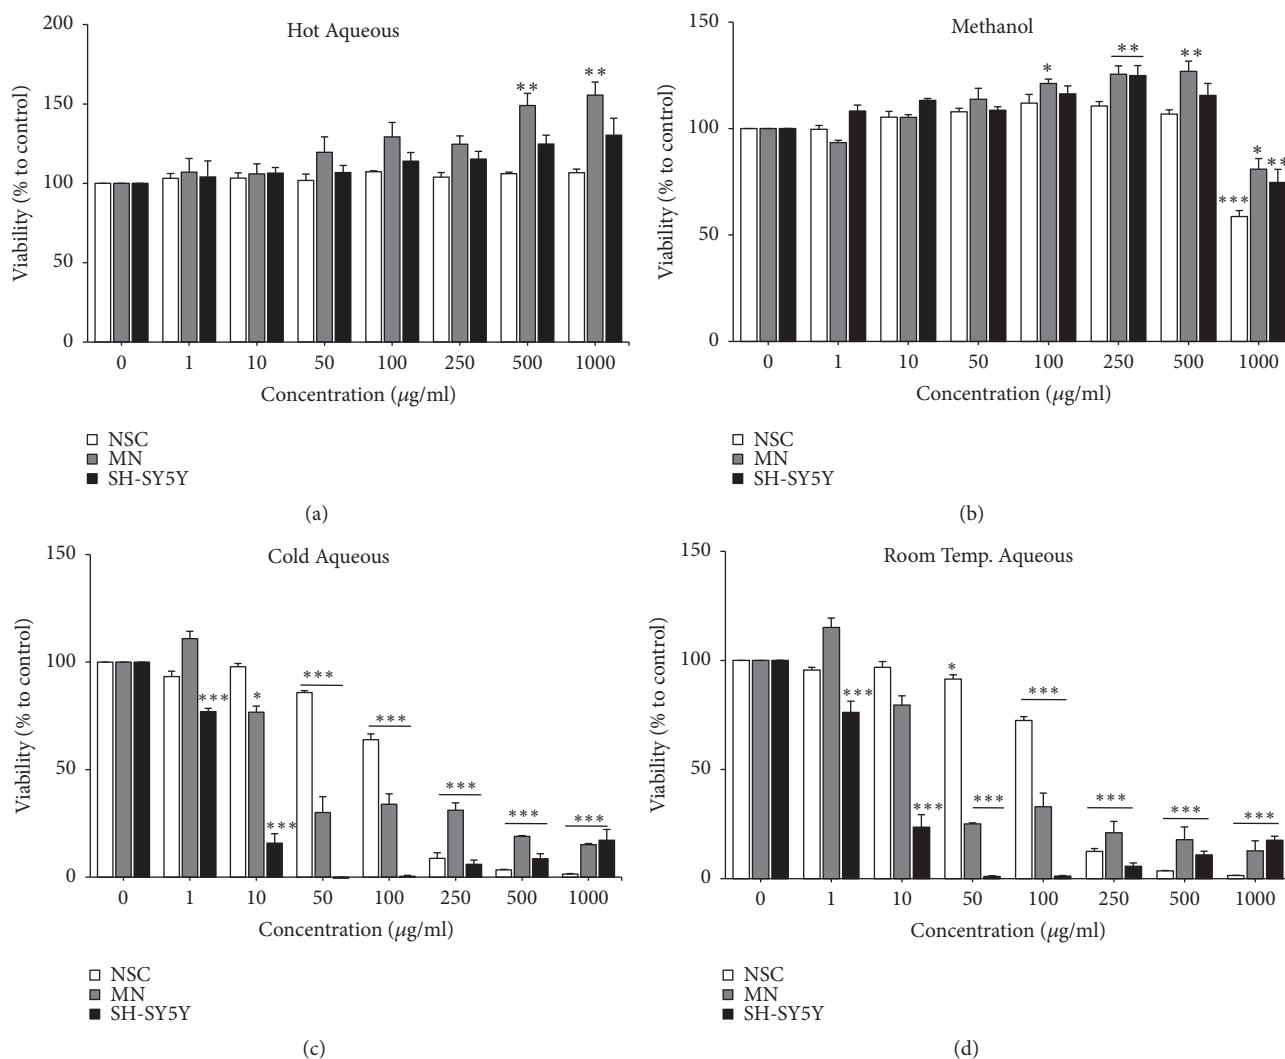 Hot Aqueous
Viability (% to control)
200
150
100
50
0
** **
0 1 10 50 100 250 500 1000
Concentration (μg/ml)
NSC
MN
SH-SY5Y
(a)
Methanol
Viability (% to control)
150
100
50
0
* ** **
*** * **
0 1 10 50 100 250 500 1000
Concentration (μg/ml)
NSC
MN
SH-SY5Y
(b)
Cold Aqueous
Viability (% to control)
150
100
50
0
*** * *** *** *** *** *** ***
0 1 10 50 100 250 500 1000
Concentration (μg/ml)
NSC
MN
SH-SY5Y
(c)
Room Temp. Aqueous
Viability (% to control)
150
100
50
0
*** *** * *** *** *** *** ***
0 1 10 50 100 250 500 1000
Concentration (μg/ml)
NSC
MN
SH-SY5Y
(d)